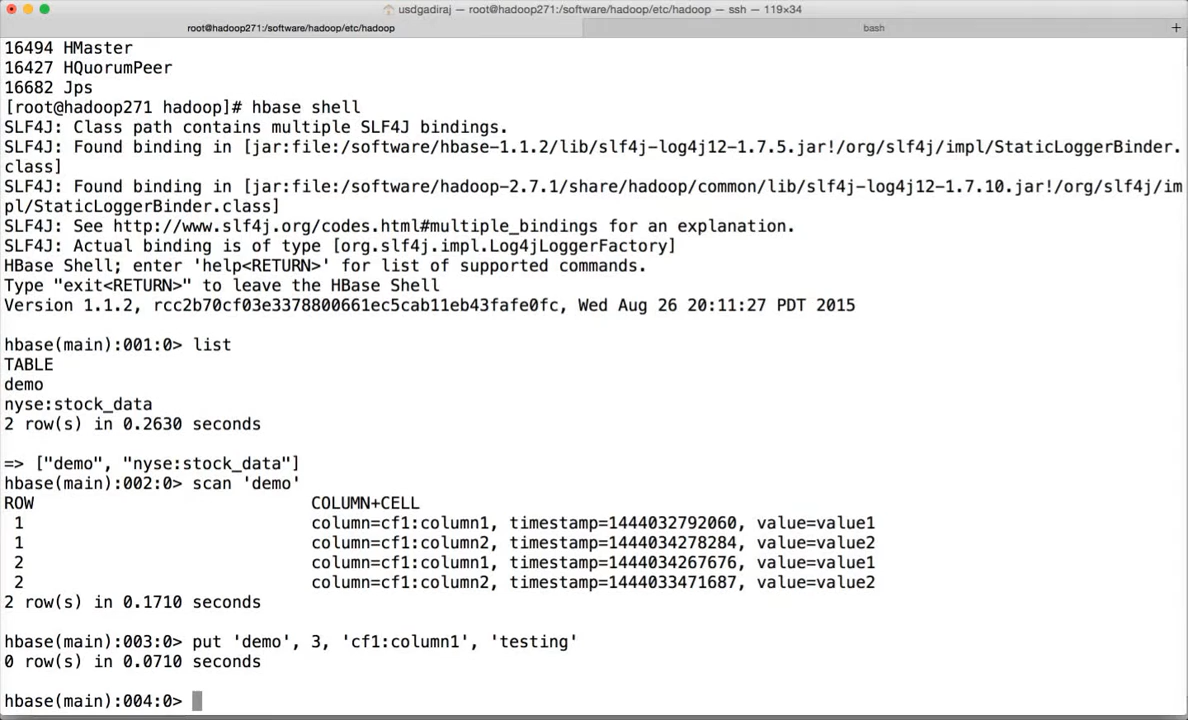 usdgadiraj — root@hadoop271:/software/hadoop/etc/hadoop — ssh — 119×34
root@hadoop271:/software/hadoop/etc/hadoop
bash
+
16494 HMaster
16427 HQuorumPeer
16682 Jps
[root@hadoop271 hadoop]# hbase shell
SLF4J: Class path contains multiple SLF4J bindings.
SLF4J: Found binding in [jar:file:/software/hbase-1.1.2/lib/slf4j-log4j12-1.7.5.jar!/org/slf4j/impl/StaticLoggerBinder.
class]
SLF4J: Found binding in [jar:file:/software/hadoop-2.7.1/share/hadoop/common/lib/slf4j-log4j12-1.7.10.jar!/org/slf4j/im
pl/StaticLoggerBinder.class]
SLF4J: See http://www.slf4j.org/codes.html#multiple_bindings for an explanation.
SLF4J: Actual binding is of type [org.slf4j.impl.Log4jLoggerFactory]
HBase Shell; enter 'help<RETURN>' for list of supported commands.
Type "exit<RETURN>" to leave the HBase Shell
Version 1.1.2, rcc2b70cf03e3378800661ec5cab11eb43fafe0fc, Wed Aug 26 20:11:27 PDT 2015
hbase(main):001:0> list
TABLE
demo
nyse:stock_data
2 row(s) in 0.2630 seconds
=> ["demo", "nyse:stock_data"]
hbase(main):002:0> scan 'demo'
ROW COLUMN+CELL
1 column=cf1:column1, timestamp=1444032792060, value=value1
1 column=cf1:column2, timestamp=1444034278284, value=value2
2 column=cf1:column1, timestamp=1444034267676, value=value1
2 column=cf1:column2, timestamp=1444033471687, value=value2
2 row(s) in 0.1710 seconds
hbase(main):003:0> put 'demo', 3, 'cf1:column1', 'testing'
0 row(s) in 0.0710 seconds
hbase(main):004:0>